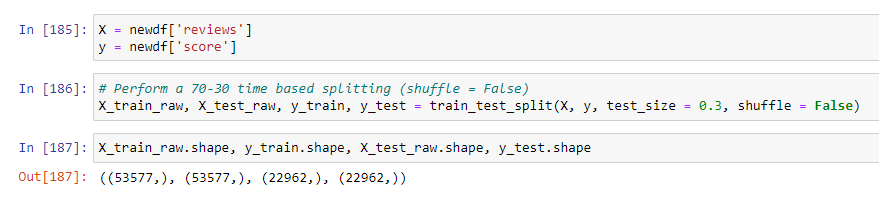 In [185]: X = newdf['reviews']
y = newdf['score']
In [186]: # Perform a 70-30 time based splitting (shuffle = False)
X_train_raw, X_test_raw, y_train, y_test = train_test_split(X, y, test_size = 0.3, shuffle = False)
In [187]: X_train_raw.shape, y_train.shape, X_test_raw.shape, y_test.shape
Out[187]: ((53577,), (53577,), (22962,), (22962,))